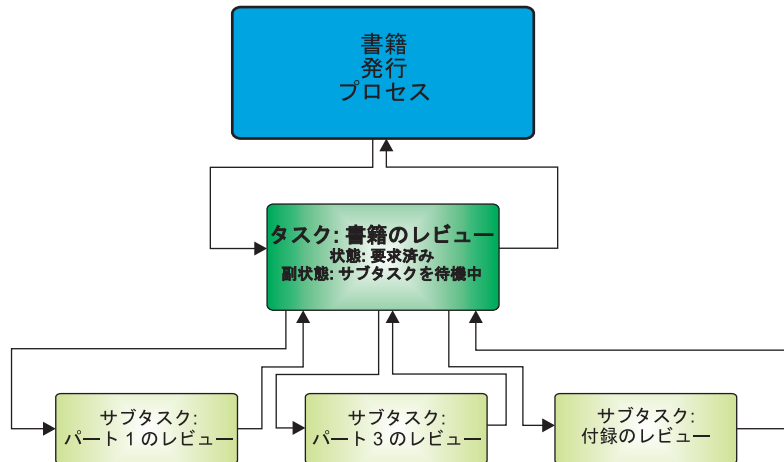 書籍
発行
プロセス
タスク: 書籍のレビュー
状態: 要求済み
副状態: サブタスクを待機中
サブタスク:
パート 1 のレビュー
サブタスク:
パート 3 のレビュー
サブタスク:
付録のレビュー